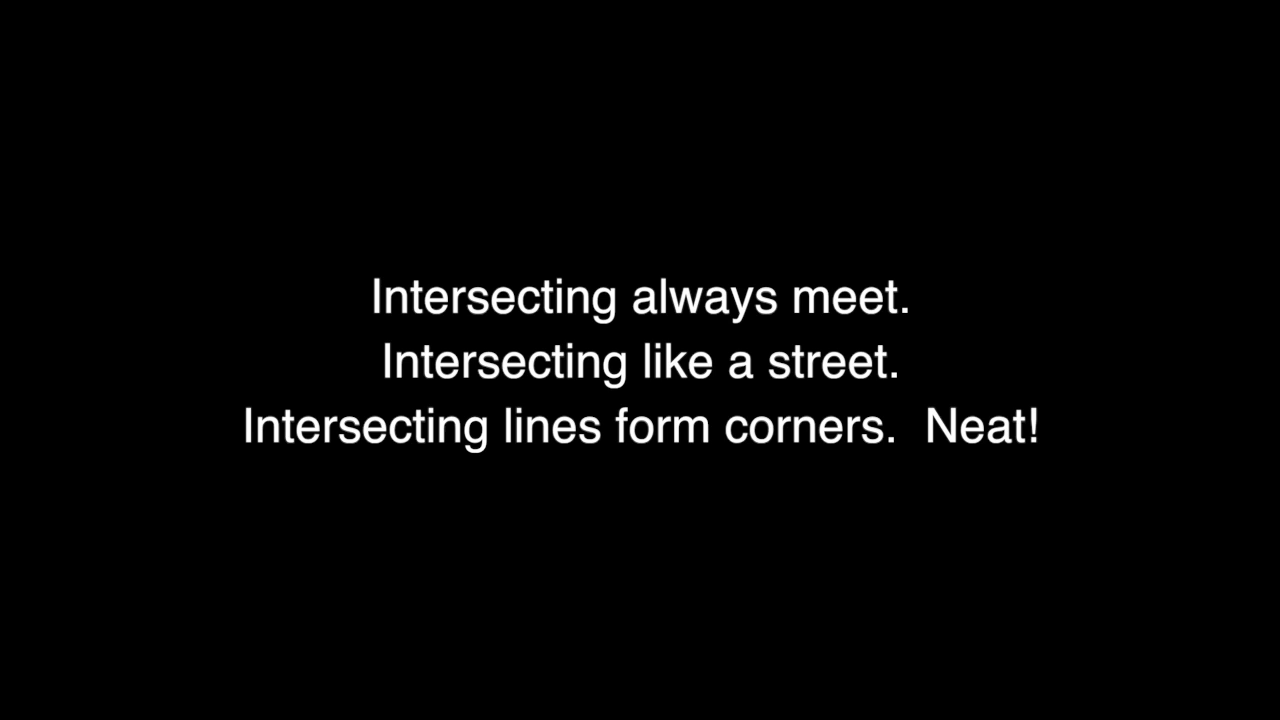 Intersecting always meet.
Intersecting like a street.
Intersecting lines form corners.  Neat!